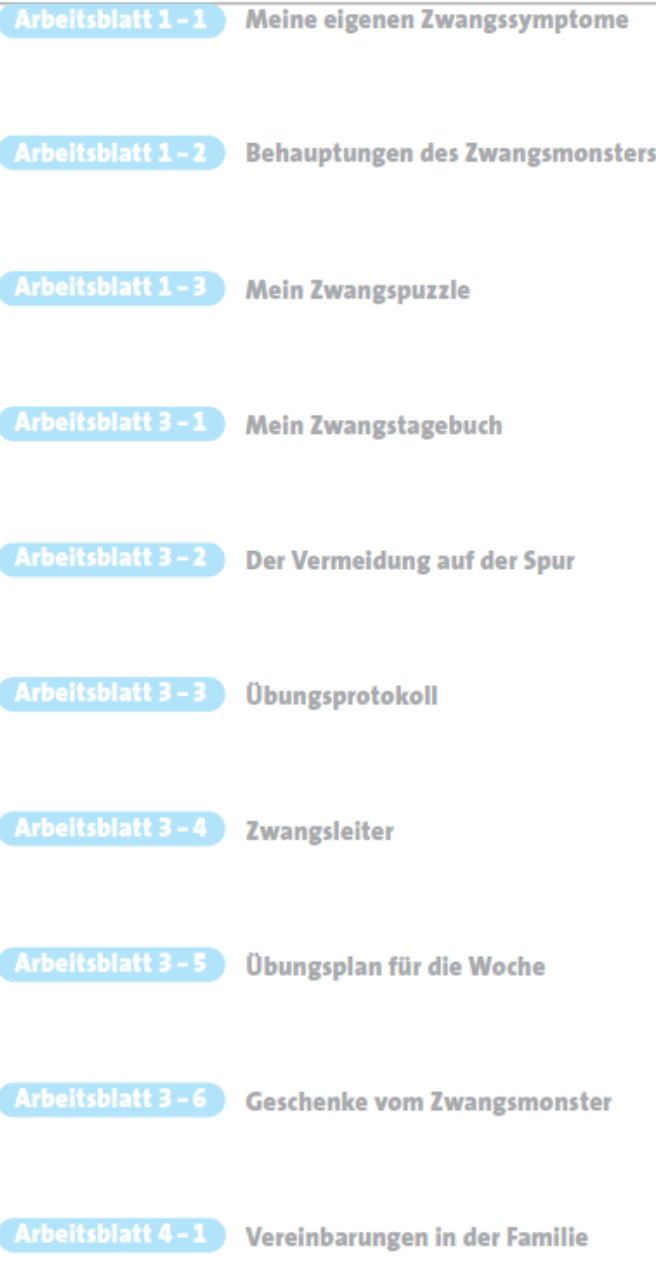 Arbeitsblatt 1 – 1 Meine eigenen Zwangssymptome
Arbeitsblatt 1 – 2 Behauptungen des Zwangsmonsters
Arbeitsblatt 1 – 3 Mein Zwangspuzzle
Arbeitsblatt 3 – 1 Mein Zwangstagebuch
Arbeitsblatt 3 – 2 Der Vermeidung auf der Spur
Arbeitsblatt 3 – 3 Übungsprotokoll
Arbeitsblatt 3 – 4 Zwangsleiter
Arbeitsblatt 3 – 5 Übungsplan für die Woche
Arbeitsblatt 3 – 6 Geschenke vom Zwangsmonster
Arbeitsblatt 4 – 1 Vereinbarungen in der Familie